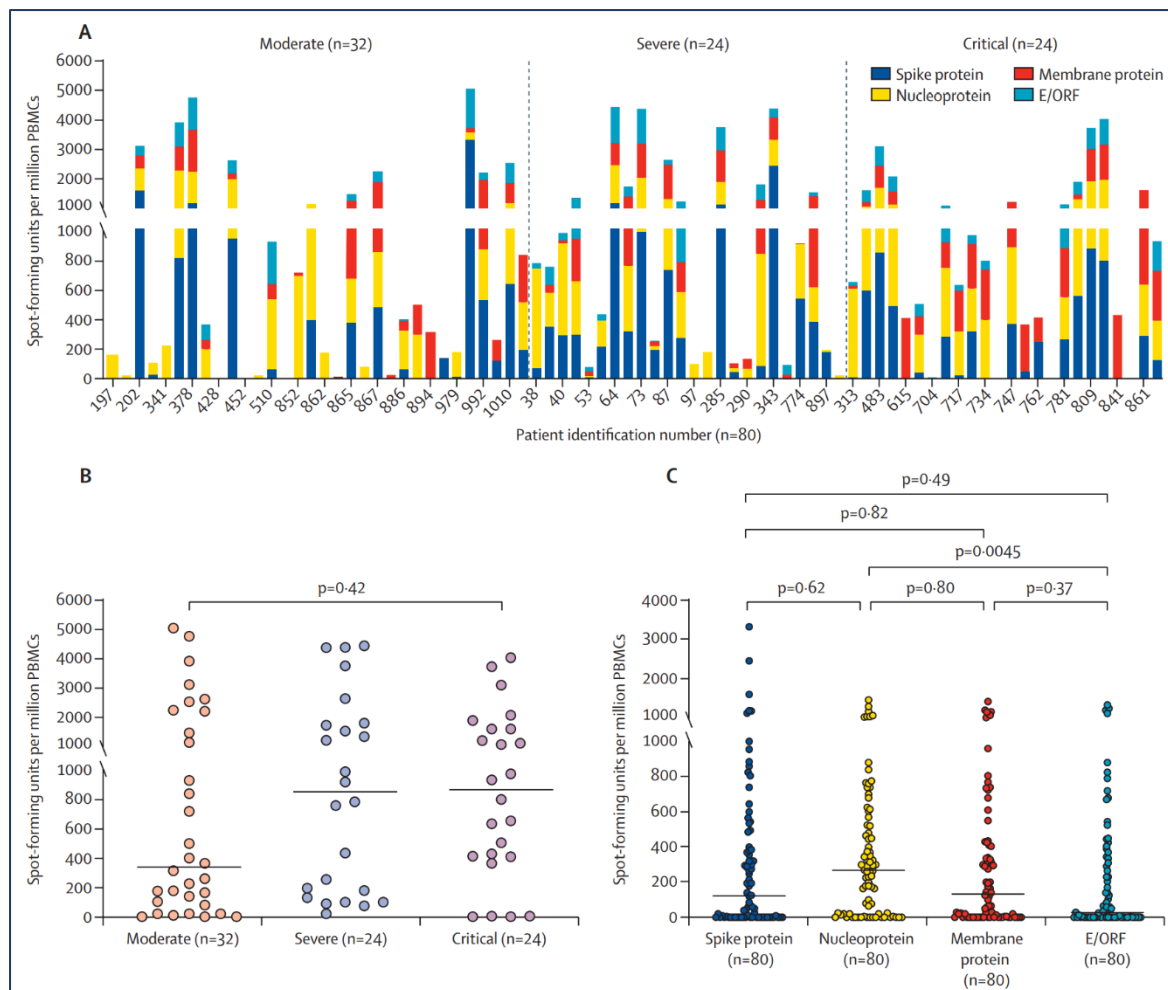 A
Moderate (n=32)
Severe (n=24)
Critical (n=24)
Spike protein
Membrane protein
Nucleoprotein
E/ORF
Spot-forming units per million PBMCs
6000
5000
4000
3000
2000
1000
1000
800
600
400
200
0
197
202
341
378
428
452
510
852
862
865
867
886
894
979
992
1010
38
40
53
64
73
87
97
285
290
343
774
897
313
483
615
704
717
734
747
762
781
809
841
861
Patient identification number (n=80)
B
p=0·42
Spot-forming units per million PBMCs
6000
5000
4000
3000
2000
1000
1000
800
600
400
200
0
Moderate (n=32)
Severe (n=24)
Critical (n=24)
C
p=0·49
p=0·82
p=0·0045
p=0·62
p=0·80
p=0·37
Spot-forming units per million PBMCs
4000
3000
2000
1000
1000
800
600
400
200
0
Spike protein
(n=80)
Nucleoprotein
(n=80)
Membrane
protein
(n=80)
E/ORF
(n=80)